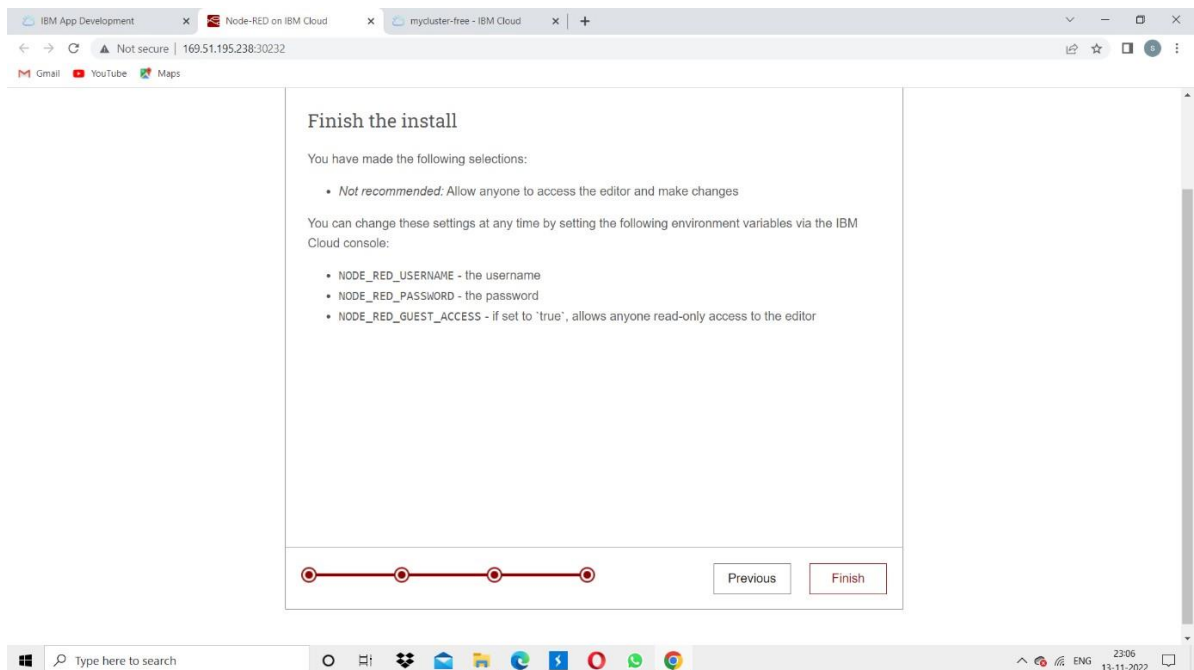 IBM App Development
Node-RED on IBM Cloud
mycluster-free - IBM Cloud
Not secure | 169.51.195.238:30232
Gmail YouTube Maps
Finish the install
You have made the following selections:
• Not recommended: Allow anyone to access the editor and make changes
You can change these settings at any time by setting the following environment variables via the IBM
Cloud console:
• NODE_RED_USERNAME - the username
• NODE_RED_PASSWORD - the password
• NODE_RED_GUEST_ACCESS - if set to `true`, allows anyone read-only access to the editor
Previous
Finish
Type here to search
ENG
23:06
13-11-2022